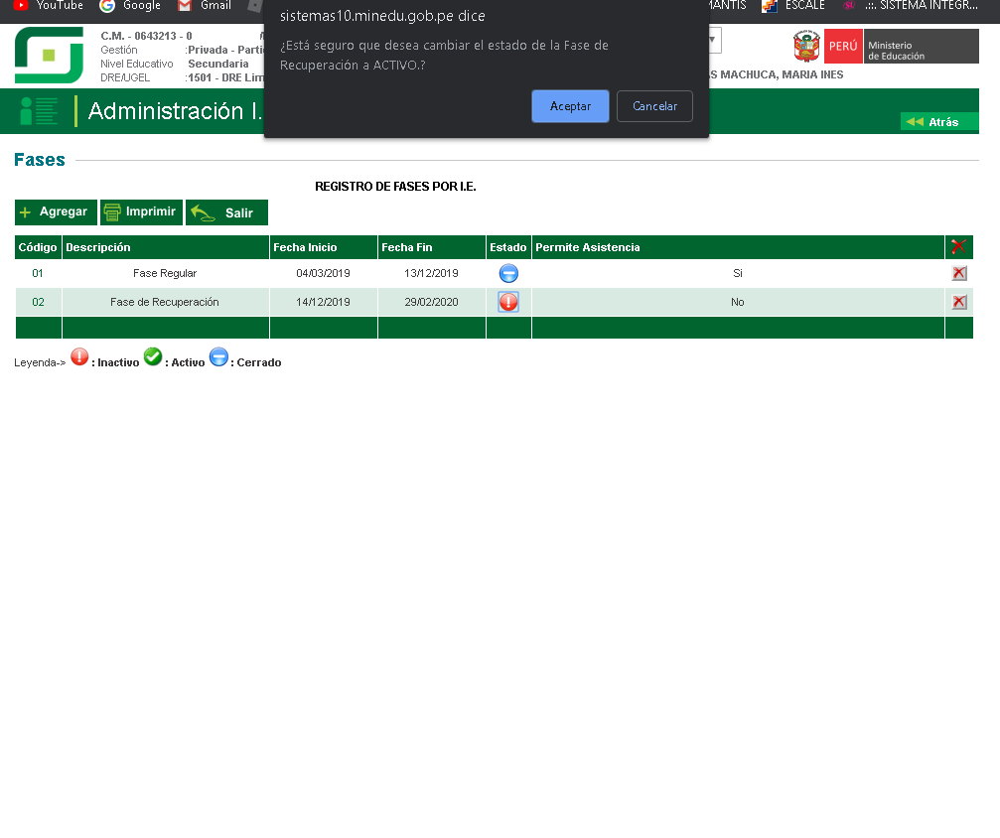 YouTube Google Gmail MANTIS ESCALE .::. SISTEMA INTEGR...
sistemas10.minedu.gob.pe dice
¿Está seguro que desea cambiar el estado de la Fase de
Recuperación a ACTIVO.?
Aceptar Cancelar
C.M. - 0643213 - 0
Gestión :Privada - Parti
Nivel Educativo Secundaria
DRE/UGEL :1501 - DRE Lim
S MACHUCA, MARIA INES
PERÚ Ministerio
de Educación
Administración I.
Atrás
Fases
REGISTRO DE FASES POR I.E.
Agregar Imprimir Salir
Código Descripción Fecha Inicio Fecha Fin Estado Permite Asistencia
01 Fase Regular 04/03/2019 13/12/2019 Si
02 Fase de Recuperación 14/12/2019 29/02/2020 No
Leyenda-> : Inactivo : Activo : Cerrado